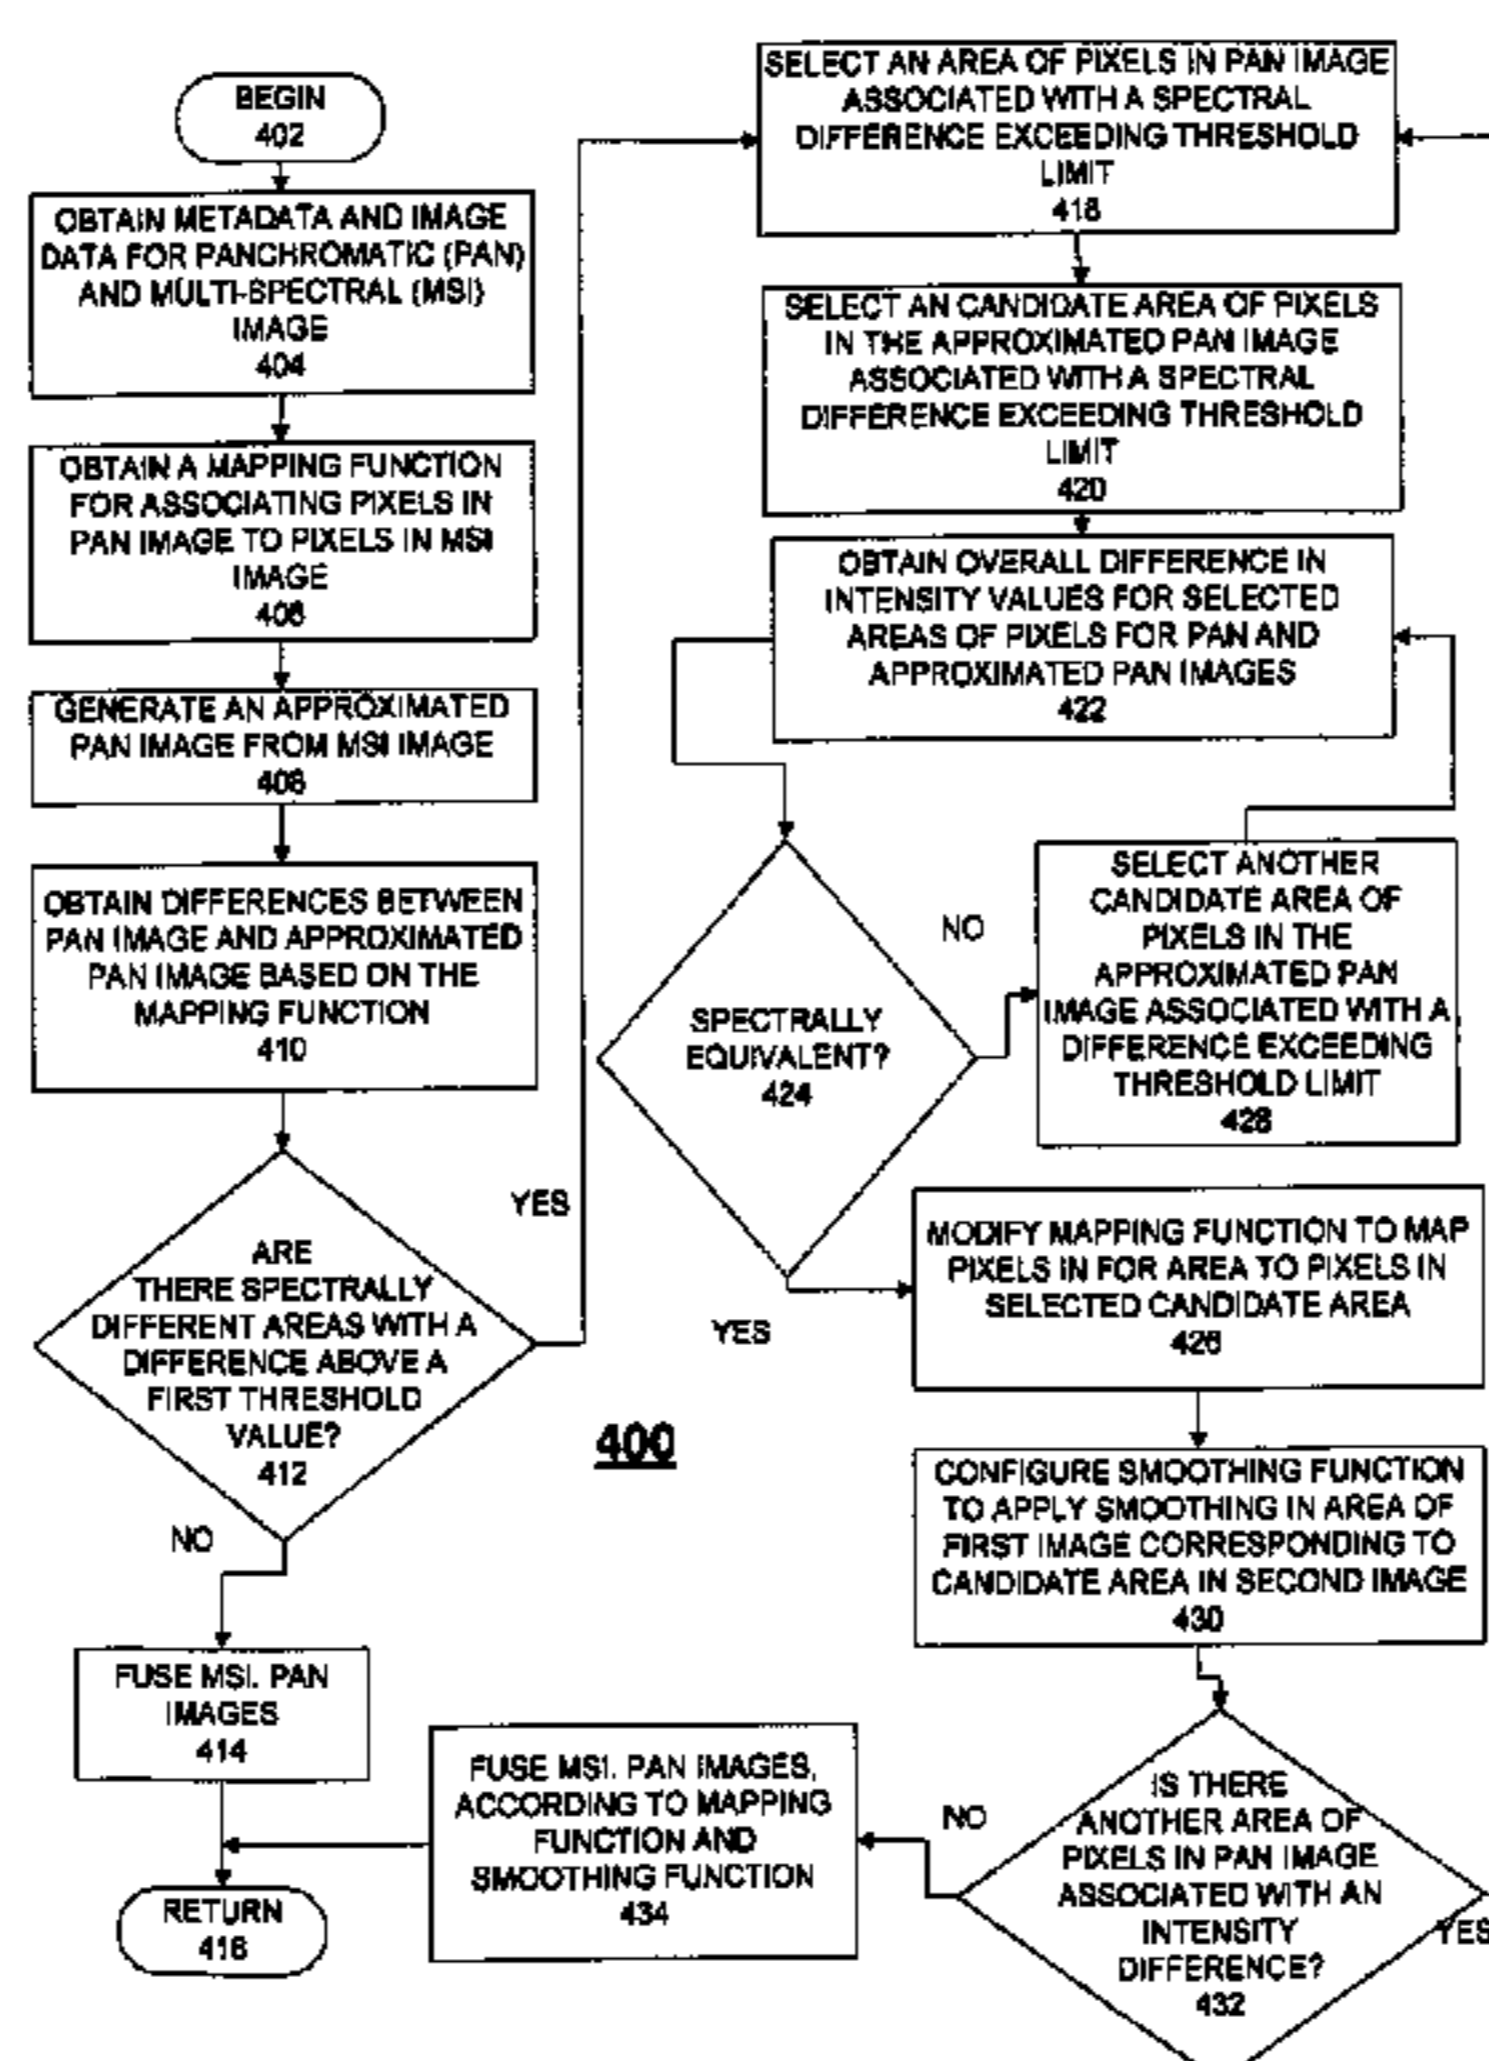 BEGIN
402
OBTAIN METADATA AND IMAGE
DATA FOR PANCHROMATIC (PAN)
AND MULTI-SPECTRAL (MSI)
IMAGE
404
OBTAIN A MAPPING FUNCTION
FOR ASSOCIATING PIXELS IN
PAN IMAGE TO PIXELS IN MSI
IMAGE
406
GENERATE AN APPROXIMATED
PAN IMAGE FROM MSI IMAGE
408
OBTAIN DIFFERENCES BETWEEN
PAN IMAGE AND APPROXIMATED
PAN IMAGE BASED ON THE
MAPPING FUNCTION
410
ARE
THERE SPECTRALLY
DIFFERENT AREAS WITH A
DIFFERENCE ABOVE A
FIRST THRESHOLD
VALUE?
412
YES
NO
FUSE MSI. PAN
IMAGES
414
RETURN
416
SELECT AN AREA OF PIXELS IN PAN IMAGE
ASSOCIATED WITH A SPECTRAL
DIFFERENCE EXCEEDING THRESHOLD
LIMIT
418
SELECT AN CANDIDATE AREA OF PIXELS
IN THE APPROXIMATED PAN IMAGE
ASSOCIATED WITH A SPECTRAL
DIFFERENCE EXCEEDING THRESHOLD
LIMIT
420
OBTAIN OVERALL DIFFERENCE IN
INTENSITY VALUES FOR SELECTED
AREAS OF PIXELS FOR PAN AND
APPROXIMATED PAN IMAGES
422
SPECTRALLY
EQUIVALENT?
424
NO
SELECT ANOTHER
CANDIDATE AREA OF
PIXELS IN THE
APPROXIMATED PAN
IMAGE ASSOCIATED WITH A
DIFFERENCE EXCEEDING
THRESHOLD LIMIT
428
YES
MODIFY MAPPING FUNCTION TO MAP
PIXELS IN FOR AREA TO PIXELS IN
SELECTED CANDIDATE AREA
426
400
CONFIGURE SMOOTHING FUNCTION
TO APPLY SMOOTHING IN AREA OF
FIRST IMAGE CORRESPONDING TO
CANDIDATE AREA IN SECOND IMAGE
430
IS THERE
ANOTHER AREA OF
PIXELS IN PAN IMAGE
ASSOCIATED WITH AN
INTENSITY
DIFFERENCE?
432
YES
NO
FUSE MSI. PAN IMAGES,
ACCORDING TO MAPPING
FUNCTION AND
SMOOTHING FUNCTION
434